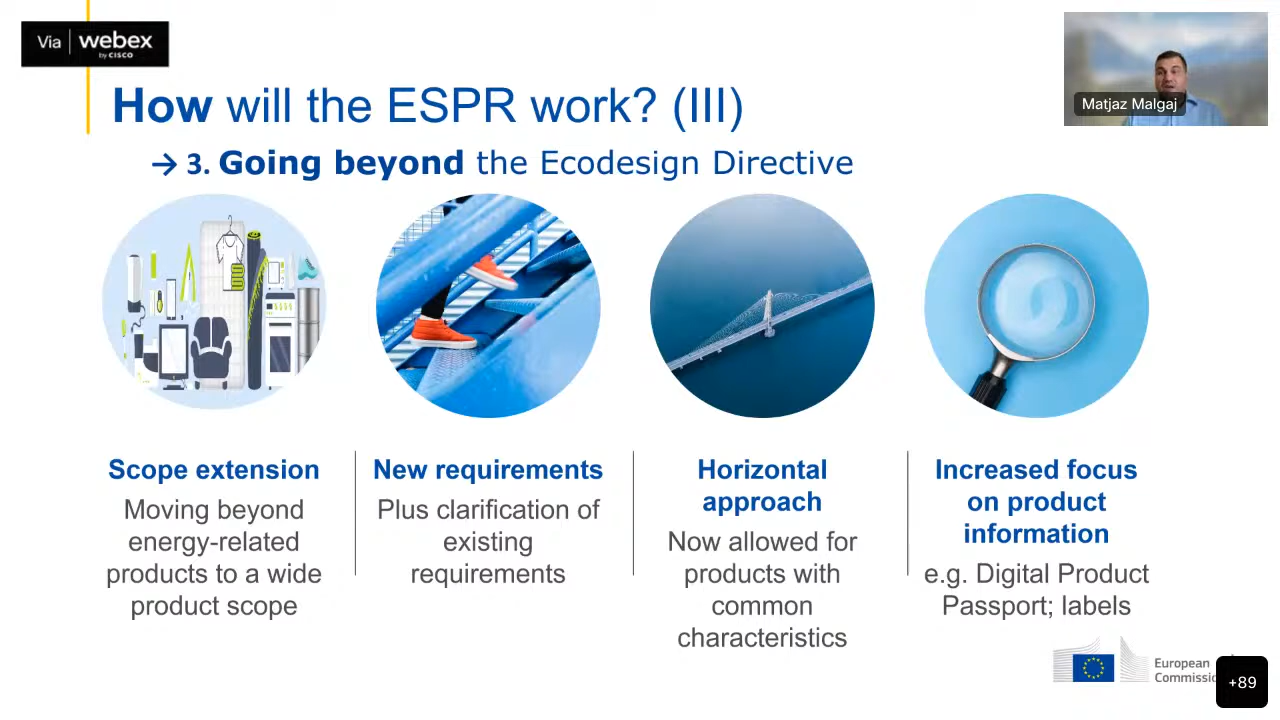 Via webex
by CISCO
Matjaz Malgaj
How will the ESPR work? (III)
→ 3. Going beyond the Ecodesign Directive
Scope extension
Moving beyond
energy-related
products to a wide
product scope
New requirements
Plus clarification of
existing
requirements
Horizontal
approach
Now allowed for
products with
common
characteristics
Increased focus
on product
information
e.g. Digital Product
Passport; labels
European
Commissi
+89